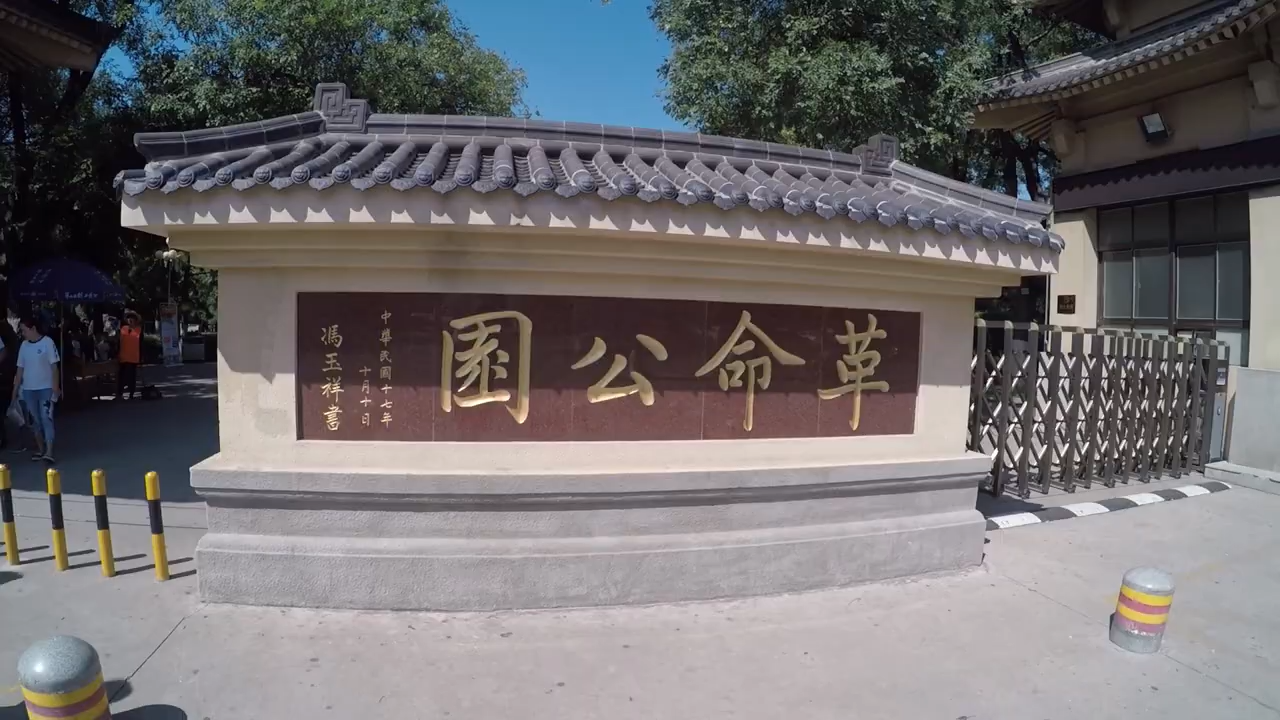 革命公園
中華民國十七年
十月十日
馮玉祥書